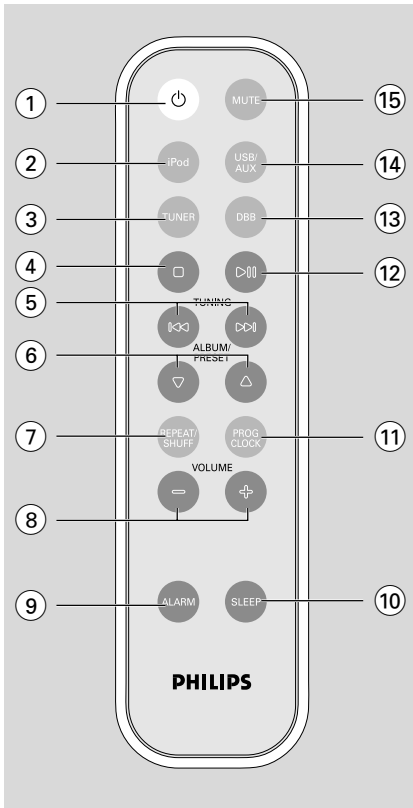 1
MUTE
15
2
iPod
USB/
AUX
14
3
TUNER
DBB
13
4
12
5
TUNING
6
ALBUM/
PRESET
7
REPEAT/
SHUFF
PROG
CLOCK
11
VOLUME
8
9
ALARM
SLEEP
10
PHILIPS